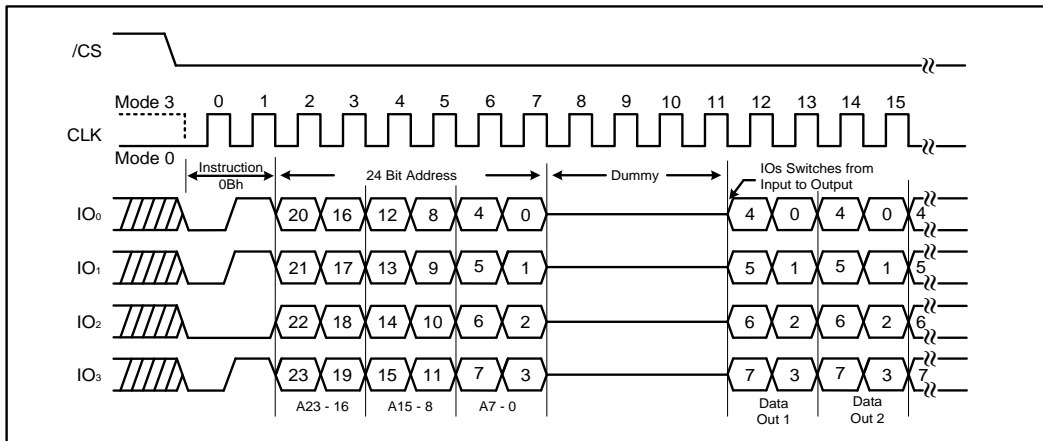 /CS
Mode 3 0 1 2 3 4 5 6 7 8 9 10 11 12 13 14 15
CLK
Mode 0
Instruction
0Bh
24 Bit Address
Dummy
IOs Switches from
Input to Output
IO0 20 16 12 8 4 0 4 0 4 0 4
IO1 21 17 13 9 5 1 5 1 5 1 5
IO2 22 18 14 10 6 2 6 2 6 2 6
IO3 23 19 15 11 7 3 7 3 7 3 7
A23 - 16 A15 - 8 A7 - 0
Data
Out 1
Data
Out 2